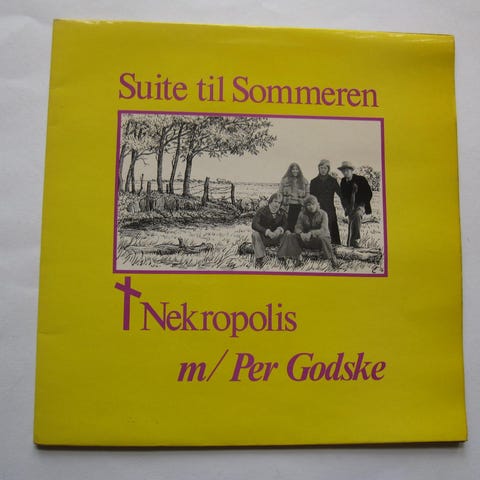 Suite til Sommeren
Nekropolis
m/ Per Godske